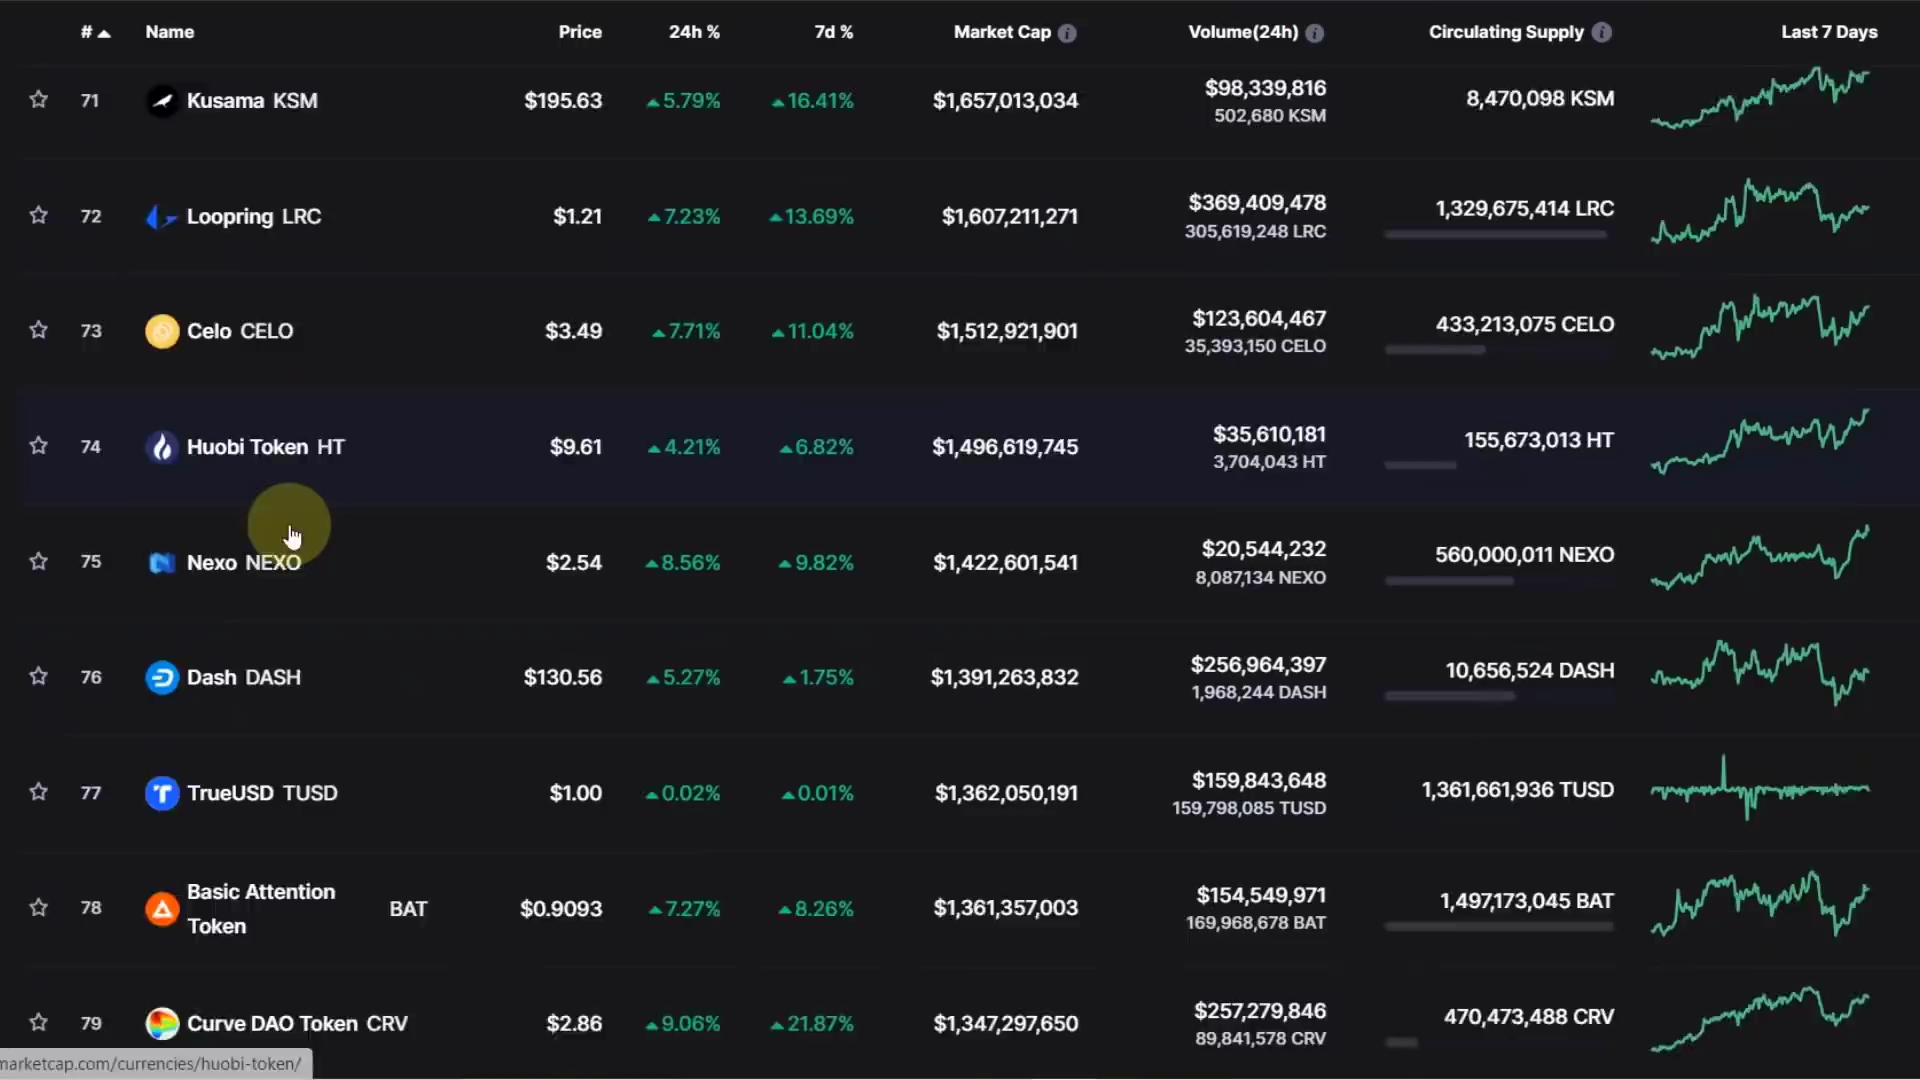 # Name Price 24h % 7d % Market Cap Volume(24h) Circulating Supply Last 7 Days
71 Kusama KSM $195.63 5.79% 16.41% $1,657,013,034 $98,339,816 8,470,098 KSM
502,680 KSM
72 Loopring LRC $1.21 7.23% 13.69% $1,607,211,271 $369,409,478 1,329,675,414 LRC
305,619,248 LRC
73 Celo CELO $3.49 7.71% 11.04% $1,512,921,901 $123,604,467 433,213,075 CELO
35,393,150 CELO
74 Huobi Token HT $9.61 4.21% 6.82% $1,496,619,745 $35,610,181 155,673,013 HT
3,704,043 HT
75 Nexo NEXO $2.54 8.56% 9.82% $1,422,601,541 $20,544,232 560,000,011 NEXO
8,087,134 NEXO
76 Dash DASH $130.56 5.27% 1.75% $1,391,263,832 $256,964,397 10,656,524 DASH
1,968,244 DASH
77 TrueUSD TUSD $1.00 0.02% 0.01% $1,362,050,191 $159,843,648 1,361,661,936 TUSD
159,798,085 TUSD
78 Basic Attention Token BAT $0.9093 7.27% 8.26% $1,361,357,003 $154,549,971 1,497,173,045 BAT
169,968,678 BAT
79 Curve DAO Token CRV $2.86 9.06% 21.87% $1,347,297,650 $257,279,846 470,473,488 CRV
89,841,578 CRV
marketcap.com/currencies/huobi-token/